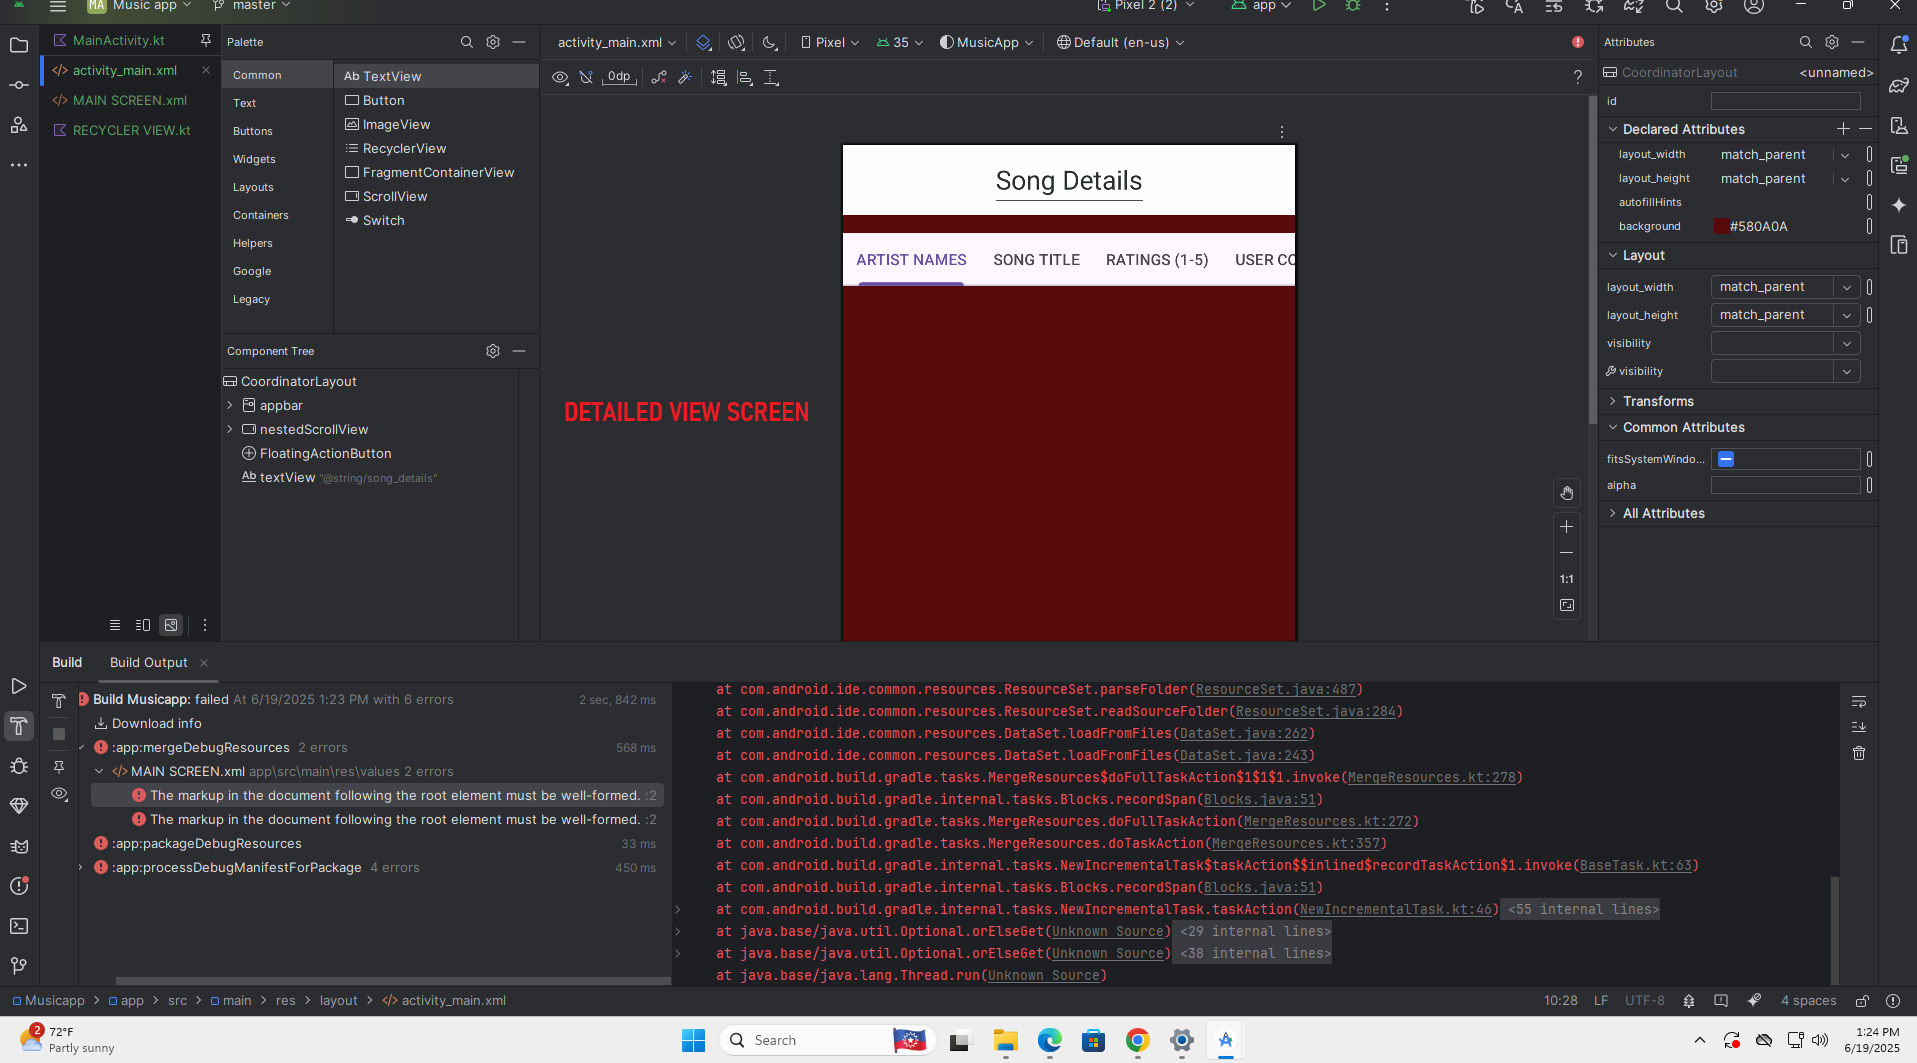 MA Music app
master
Pixel 2 (2)
app
MainActivity.kt
activity_main.xml
MAIN SCREEN.xml
RECYCLER VIEW.kt
Palette
Common
Text
Buttons
Widgets
Layouts
Containers
Helpers
Google
Legacy
Ab TextView
Button
ImageView
RecyclerView
FragmentContainerView
ScrollView
Switch
Component Tree
CoordinatorLayout
appbar
nestedScrollView
FloatingActionButton
Ab textView "@string/song_details"
activity_main.xml
Pixel
35
MusicApp
Default (en-us)
0dp
?
DETAILED VIEW SCREEN
Song Details
ARTIST NAMES
SONG TITLE
RATINGS (1-5)
USER CO
1:1
Attributes
CoordinatorLayout
<unnamed>
id
Declared Attributes
layout_width match_parent
layout_height match_parent
autofillHints
background #580A0A
Layout
layout_width match_parent
layout_height match_parent
visibility
visibility
Transforms
Common Attributes
fitsSystemWindo...
alpha
All Attributes
Build
Build Output
Build Musicapp: failed At 6/19/2025 1:23 PM with 6 errors 2 sec, 842 ms
Download info
:app:mergeDebugResources 2 errors 568 ms
MAIN SCREEN.xml app\src\main\res\values 2 errors
The markup in the document following the root element must be well-formed. :2
The markup in the document following the root element must be well-formed. :2
:app:packageDebugResources 33 ms
:app:processDebugManifestForPackage 4 errors 450 ms
at com.android.ide.common.resources.ResourceSet.parseFolder(ResourceSet.java:487)
at com.android.ide.common.resources.ResourceSet.readSourceFolder(ResourceSet.java:284)
at com.android.ide.common.resources.DataSet.loadFromFiles(DataSet.java:262)
at com.android.ide.common.resources.DataSet.loadFromFiles(DataSet.java:243)
at com.android.build.gradle.tasks.MergeResources$doFullTaskAction$1$1$1.invoke(MergeResources.kt:278)
at com.android.build.gradle.internal.tasks.Blocks.recordSpan(Blocks.java:51)
at com.android.build.gradle.tasks.MergeResources.doFullTaskAction(MergeResources.kt:272)
at com.android.build.gradle.tasks.MergeResources.doTaskAction(MergeResources.kt:357)
at com.android.build.gradle.internal.tasks.NewIncrementalTask$taskAction$$inlined$recordTaskAction$1.invoke(BaseTask.kt:63)
at com.android.build.gradle.internal.tasks.Blocks.recordSpan(Blocks.java:51)
at com.android.build.gradle.internal.tasks.NewIncrementalTask.taskAction(NewIncrementalTask.kt:46) <55 internal lines>
at java.base/java.util.Optional.orElseGet(Unknown Source) <29 internal lines>
at java.base/java.util.Optional.orElseGet(Unknown Source) <38 internal lines>
at java.base/java.lang.Thread.run(Unknown Source)
Musicapp > app > src > main > res > layout > activity_main.xml
10:28 LF UTF-8 4 spaces
2
72°F
Partly sunny
Search
1:24 PM
6/19/2025